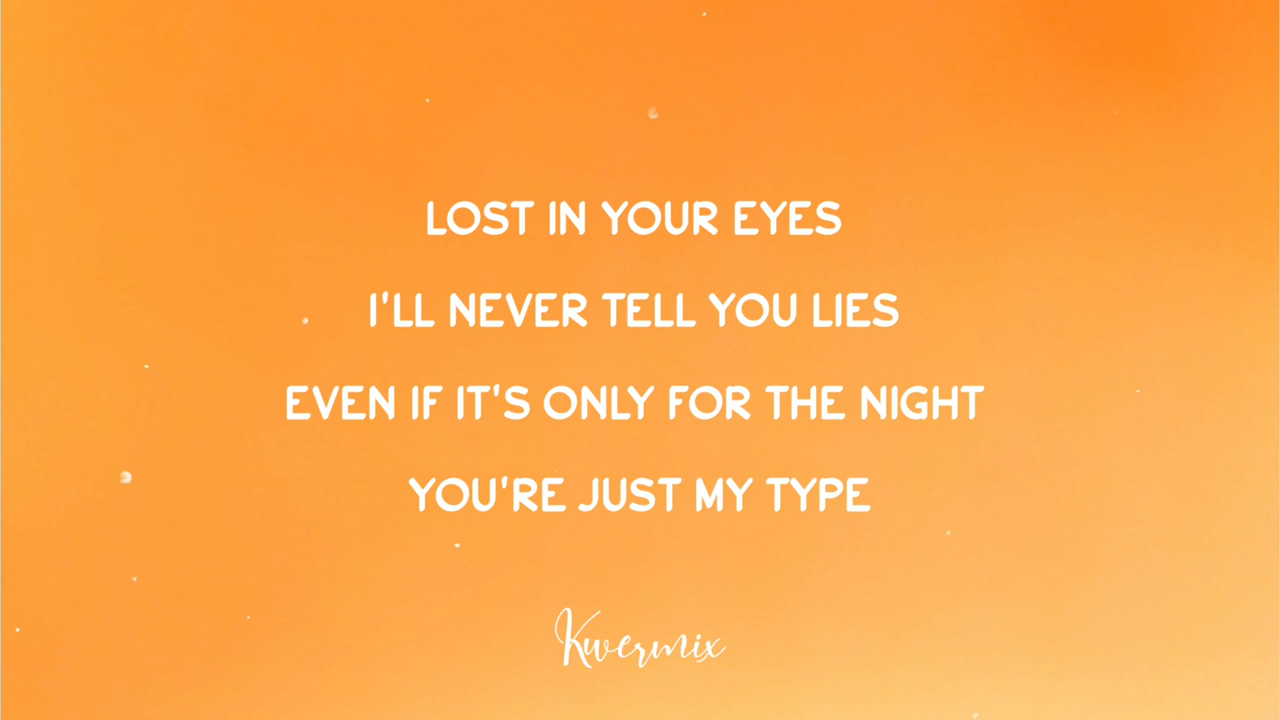 LOST IN YOUR EYES
I'LL NEVER TELL YOU LIES
EVEN IF IT'S ONLY FOR THE NIGHT
YOU'RE JUST MY TYPE
Kwermix